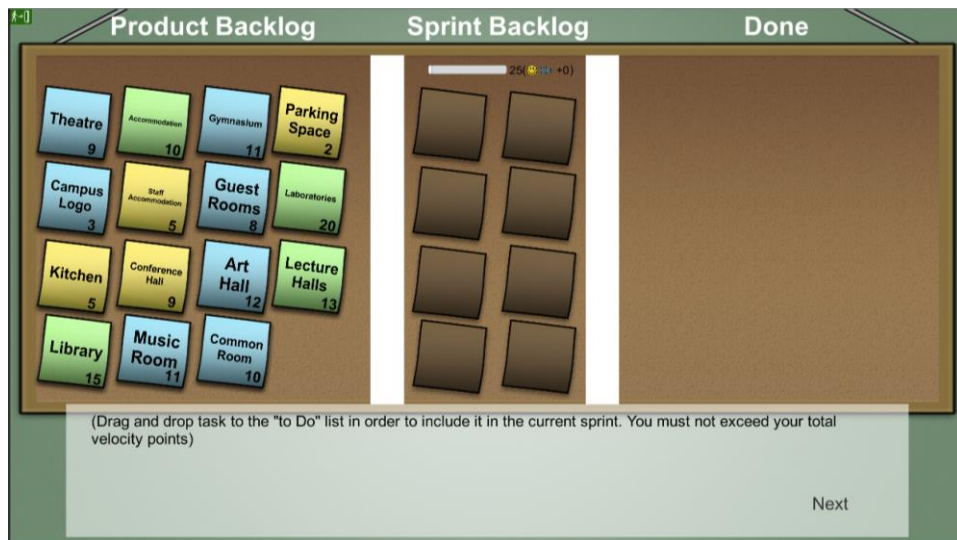 Product Backlog
Sprint Backlog
Done
25( +0)
Theatre
9
Accommodation
10
Gymnasium
11
Parking
Space
2
Campus
Logo
3
Staff
Accommodation
5
Guest
Rooms
8
Laboratories
20
Kitchen
5
Conference
Hall
9
Art
Hall
12
Lecture
Halls
13
Library
15
Music
Room
11
Common
Room
10
(Drag and drop task to the "to Do" list in order to include it in the current sprint. You must not exceed your total
velocity points)
Next